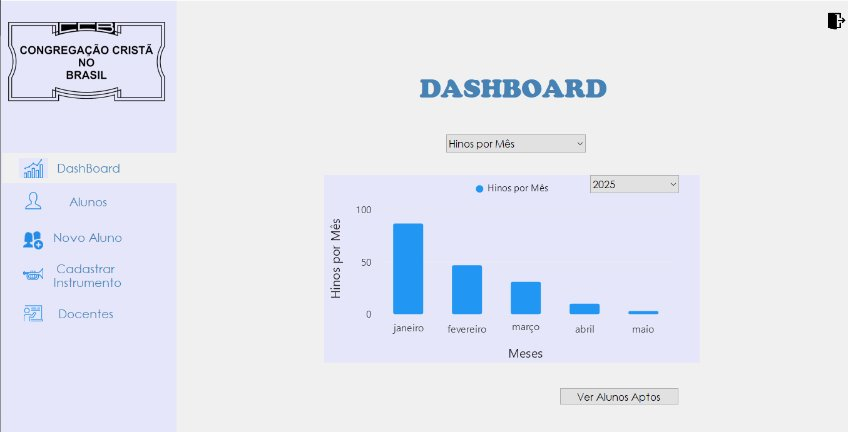 CONGREGAÇÃO CRISTÃ
NO
BRASIL
DashBoard
Alunos
Novo Aluno
Cadastrar
Instrumento
Docentes
DASHBOARD
Hinos por Mês
Hinos por Mês
2025
Hinos por Mês
100
50
0
janeiro
fevereiro
março
abril
maio
Meses
Ver Alunos Aptos